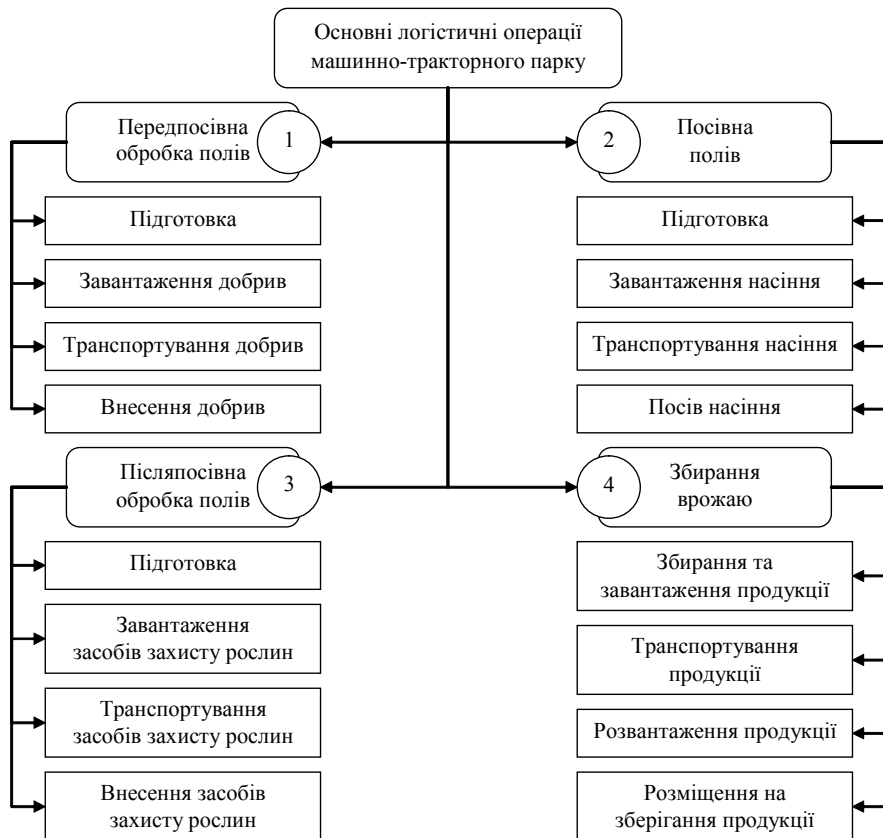 Основні логістичні операції
машинно-тракторного парку
Передпосівна
обробка полів
1
Підготовка
Завантаження добрив
Транспортування добрив
Внесення добрив
2
Посівна
полів
Підготовка
Завантаження насіння
Транспортування насіння
Посів насіння
Післяпосівна
обробка полів
3
Підготовка
Завантаження
засобів захисту рослин
Транспортування
засобів захисту рослин
Внесення засобів
захисту рослин
4
Збирання
врожаю
Збирання та
завантаження продукції
Транспортування
продукції
Розвантаження продукції
Розміщення на
зберігання продукції